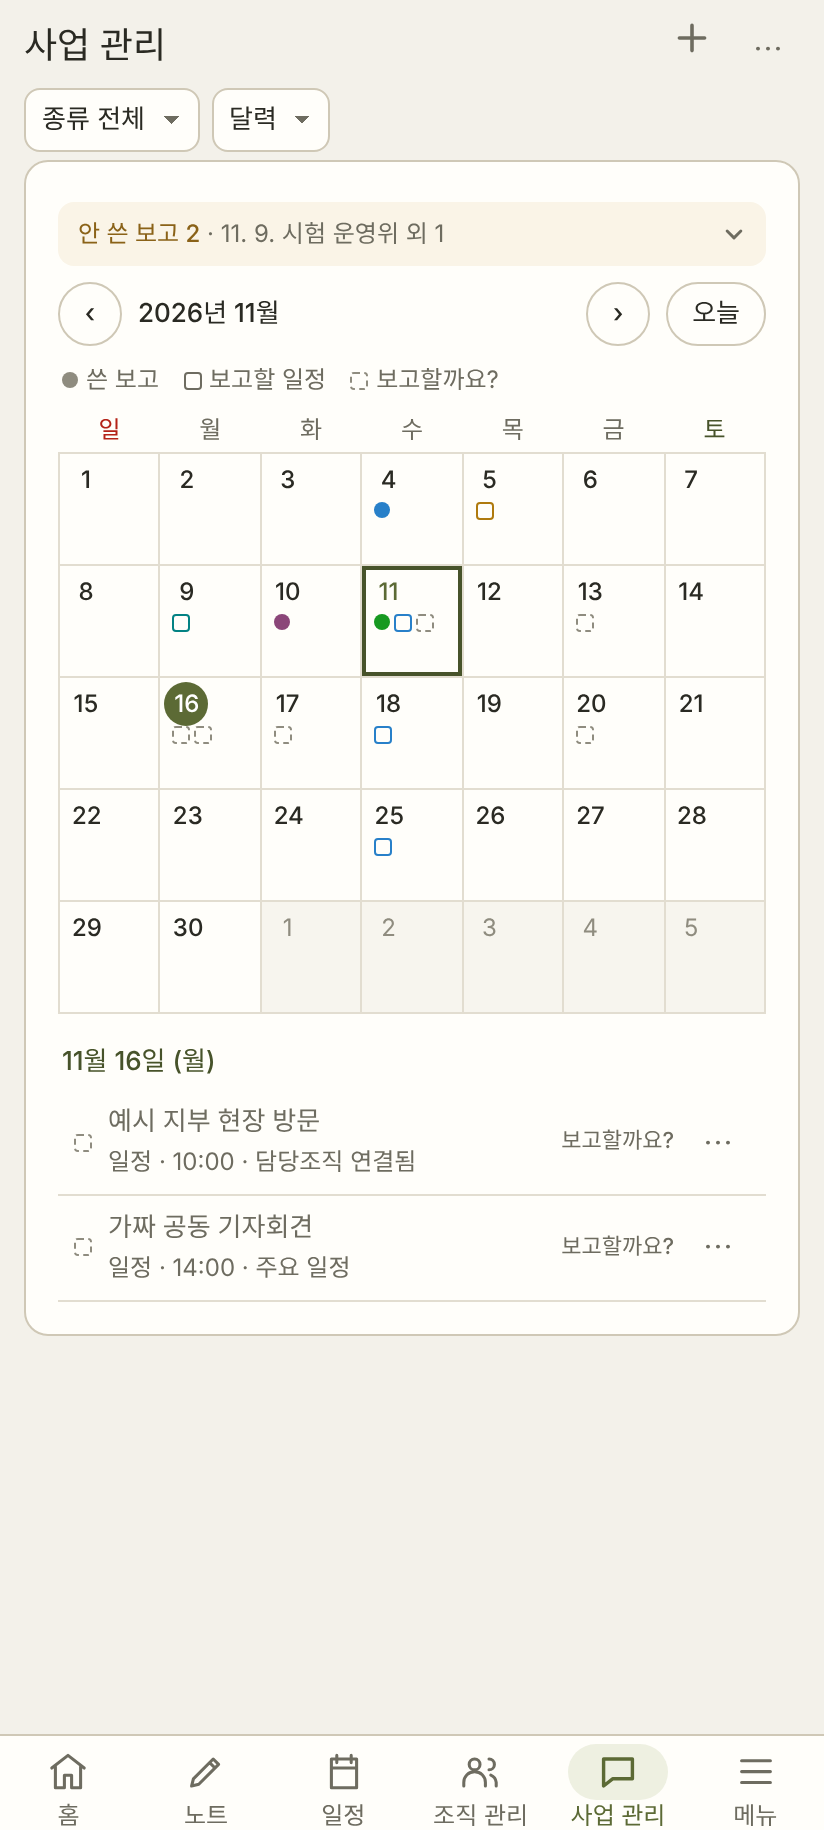 사업 관리
종류 전체
달력
안 쓴 보고 2 · 11. 9. 시험 운영위 외 1
2026년 11월
오늘
쓴 보고 보고할 일정 보고할까요?
일 월 화 수 목 금 토
1 2 3 4 5 6 7
8 9 10 11 12 13 14
15 16 17 18 19 20 21
22 23 24 25 26 27 28
29 30 1 2 3 4 5
11월 16일 (월)
예시 지부 현장 방문
일정 · 10:00 · 담당조직 연결됨
보고할까요?
가짜 공동 기자회견
일정 · 14:00 · 주요 일정
보고할까요?
홈 노트 일정 조직 관리 사업 관리 메뉴